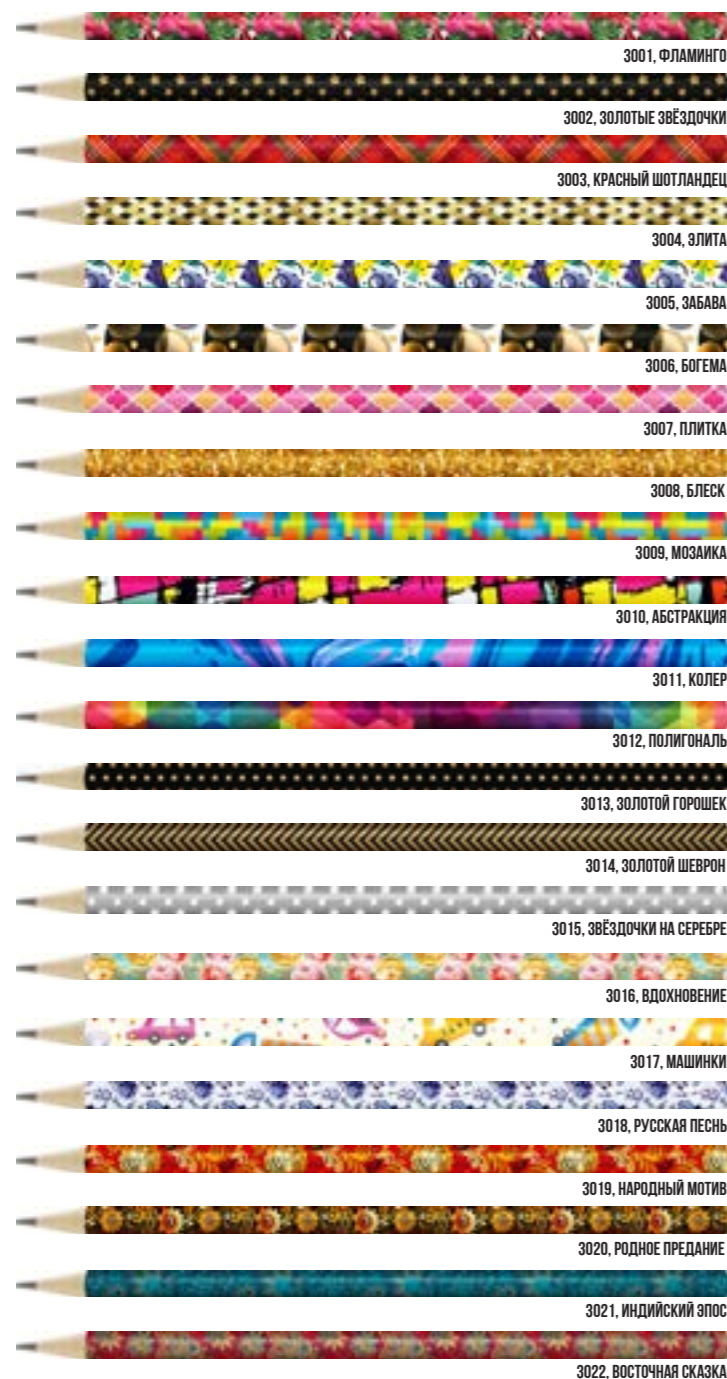 3001, ФЛАМИНГО
3002, ЗОЛОТЫЕ ЗВЁЗДОЧКИ
3003, КРАСНЫЙ ШОТЛАНДЕЦ
3004, ЭЛИТА
3005, ЗАБАВА
3006, БОГЕМА
3007, ПЛИТКА
3008, БЛЕСК
3009, МОЗАИКА
3010, АБСТРАКЦИЯ
3011, КОЛЕР
3012, ПОЛИГОНАЛЬ
3013, ЗОЛОТОЙ ГОРОШЕК
3014, ЗОЛОТОЙ ШЕВРОН
3015, ЗВЁЗДОЧКИ НА СЕРЕБРЕ
3016, ВДОХНОВЕНИЕ
3017, МАШИНКИ
3018, РУССКАЯ ПЕСНЬ
3019, НАРОДНЫЙ МОТИВ
3020, РОДНОЕ ПРЕДАНИЕ
3021, ИНДИЙСКИЙ ЭПОС
3022, ВОСТОЧНАЯ СКАЗКА